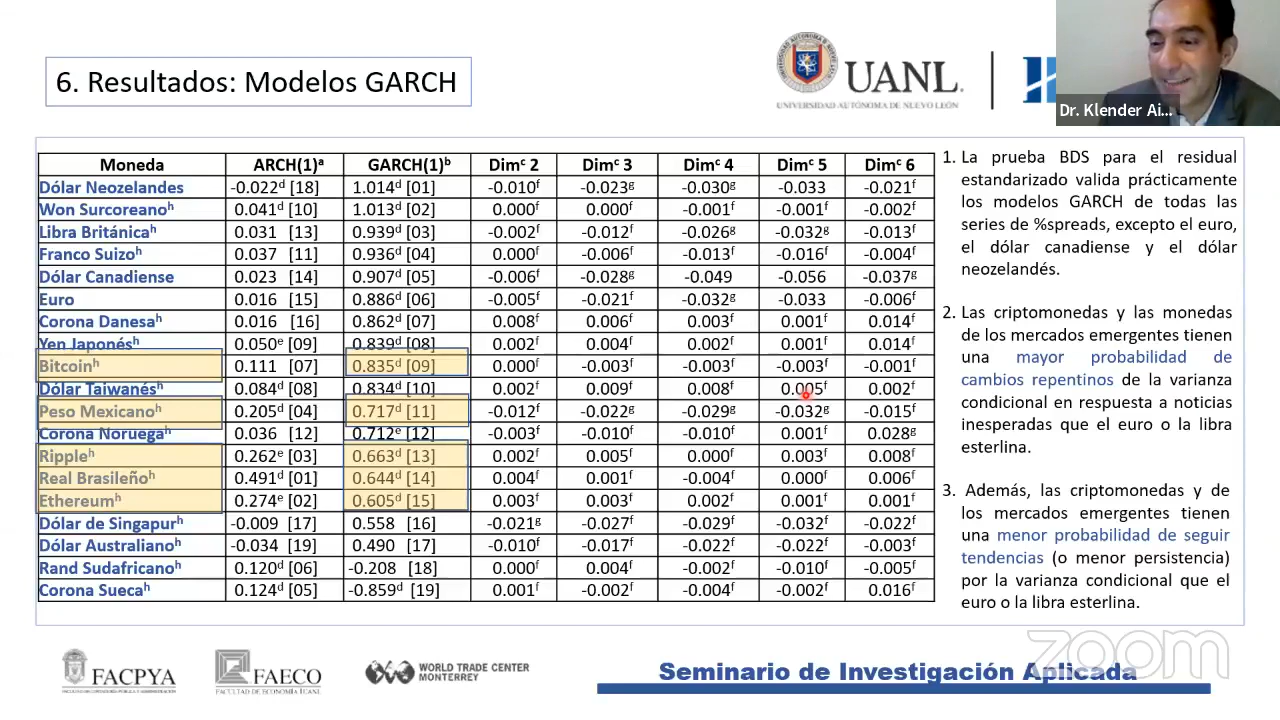 6. Resultados: Modelos GARCH
UANL
UNIVERSIDAD AUTÓNOMA DE NUEVO LEÓN
Dr. Klender Ai...
Moneda ARCH(1)ᵃ GARCH(1)ᵇ Dimᶜ 2 Dimᶜ 3 Dimᶜ 4 Dimᶜ 5 Dimᶜ 6
Dólar Neozelandes -0.022ᵈ [18] 1.014ᵈ [01] -0.010ᶠ -0.023ᵍ -0.030ᵍ -0.033 -0.021ᶠ
Won Surcoreanoʰ 0.041ᵈ [10] 1.013ᵈ [02] 0.000ᶠ 0.000ᶠ -0.001ᶠ -0.001ᶠ -0.002ᶠ
Libra Británicaʰ 0.031 [13] 0.939ᵈ [03] -0.002ᶠ -0.012ᶠ -0.026ᵍ -0.032ᵍ -0.013ᶠ
Franco Suizoʰ 0.037 [11] 0.936ᵈ [04] 0.000ᶠ -0.006ᶠ -0.013ᶠ -0.016ᶠ -0.004ᶠ
Dólar Canadiense 0.023 [14] 0.907ᵈ [05] -0.006ᶠ -0.028ᵍ -0.049 -0.056 -0.037ᵍ
Euro 0.016 [15] 0.886ᵈ [06] -0.005ᶠ -0.021ᶠ -0.032ᵍ -0.033 -0.006ᶠ
Corona Danesaʰ 0.016 [16] 0.862ᵈ [07] 0.008ᶠ 0.006ᶠ 0.003ᶠ 0.001ᶠ 0.014ᶠ
Yen Japonésʰ 0.050ᵉ [09] 0.839ᵈ [08] 0.002ᶠ 0.004ᶠ 0.002ᶠ 0.001ᶠ 0.014ᶠ
Bitcoinʰ 0.111 [07] 0.835ᵈ [09] 0.000ᶠ -0.003ᶠ -0.003ᶠ -0.003ᶠ -0.001ᶠ
Dólar Taiwanésʰ 0.084ᵈ [08] 0.834ᵈ [10] 0.002ᶠ 0.009ᶠ 0.008ᶠ 0.005ᶠ 0.002ᶠ
Peso Mexicanoʰ 0.205ᵈ [04] 0.717ᵈ [11] -0.012ᶠ -0.022ᵍ -0.029ᵍ -0.032ᵍ -0.015ᶠ
Corona Noruegaʰ 0.036 [12] 0.712ᵉ [12] -0.003ᶠ -0.010ᶠ -0.010ᶠ 0.001ᶠ 0.028ᵍ
Rippleʰ 0.262ᵉ [03] 0.663ᵈ [13] 0.002ᶠ 0.005ᶠ 0.000ᶠ 0.003ᶠ 0.008ᶠ
Real Brasileñoʰ 0.491ᵈ [01] 0.644ᵈ [14] 0.004ᶠ 0.001ᶠ -0.004ᶠ 0.000ᶠ 0.006ᶠ
Ethereumʰ 0.274ᵉ [02] 0.605ᵈ [15] 0.003ᶠ 0.003ᶠ 0.002ᶠ 0.001ᶠ 0.001ᶠ
Dólar de Singapurʰ -0.009 [17] 0.558 [16] -0.021ᵍ -0.027ᶠ -0.029ᶠ -0.032ᶠ -0.022ᶠ
Dólar Australianoʰ -0.034 [19] 0.490 [17] -0.010ᶠ -0.017ᶠ -0.022ᶠ -0.022ᶠ -0.003ᶠ
Rand Sudafricanoʰ 0.120ᵈ [06] -0.208 [18] 0.000ᶠ 0.004ᶠ -0.002ᶠ -0.010ᶠ -0.005ᶠ
Corona Suecaʰ 0.124ᵈ [05] -0.859ᵈ [19] 0.001ᶠ -0.002ᶠ -0.004ᶠ -0.002ᶠ 0.016ᶠ
1. La prueba BDS para el residual
estandarizado valida prácticamente
los modelos GARCH de todas las
series de %spreads, excepto el euro,
el dólar canadiense y el dólar
neozelandés.
2. Las criptomonedas y las monedas
de los mercados emergentes tienen
una mayor probabilidad de
cambios repentinos de la varianza
condicional en respuesta a noticias
inesperadas que el euro o la libra
esterlina.
3. Además, las criptomonedas y de
los mercados emergentes tienen
una menor probabilidad de seguir
tendencias (o menor persistencia)
por la varianza condicional que el
euro o la libra esterlina.
zoom
FACPYA
FAECO
WORLD TRADE CENTER
MONTERREY
Seminario de Investigación Aplicada